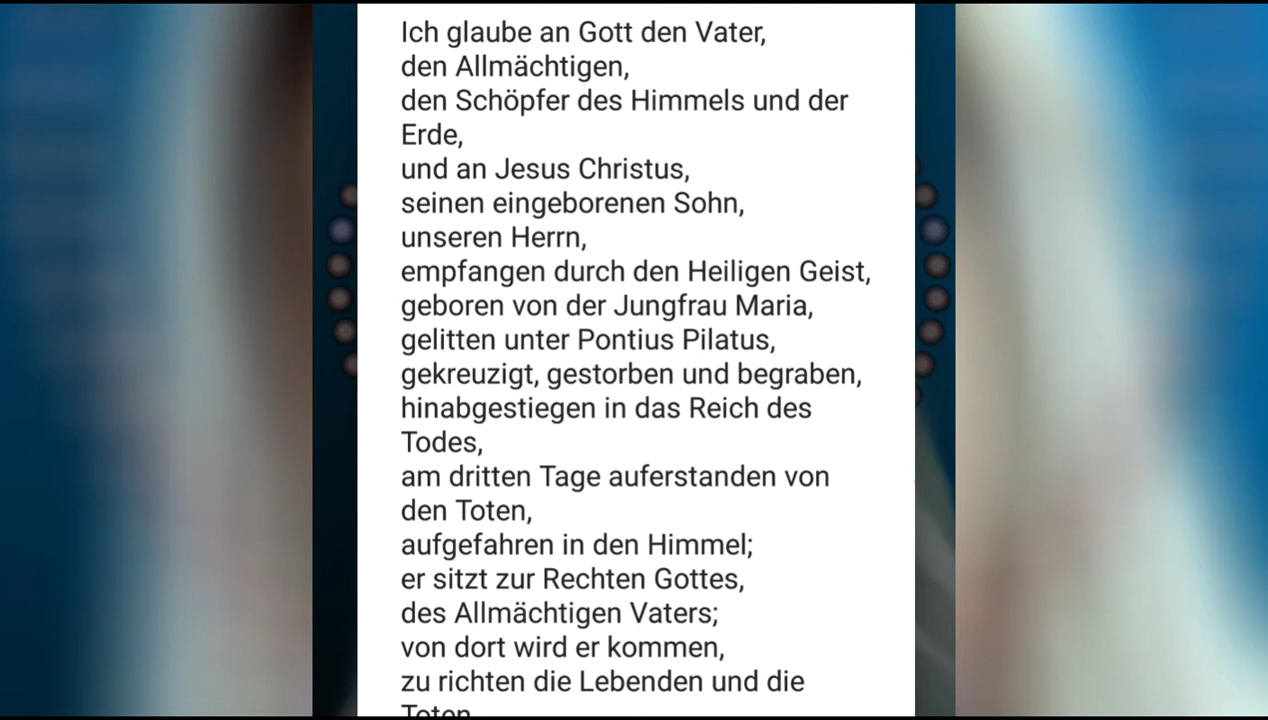 Ich glaube an Gott den Vater,
den Allmächtigen,
den Schöpfer des Himmels und der
Erde,
und an Jesus Christus,
seinen eingeborenen Sohn,
unseren Herrn,
empfangen durch den Heiligen Geist,
geboren von der Jungfrau Maria,
gelitten unter Pontius Pilatus,
gekreuzigt, gestorben und begraben,
hinabgestiegen in das Reich des
Todes,
am dritten Tage auferstanden von
den Toten,
aufgefahren in den Himmel;
er sitzt zur Rechten Gottes,
des Allmächtigen Vaters;
von dort wird er kommen,
zu richten die Lebenden und die
Toten